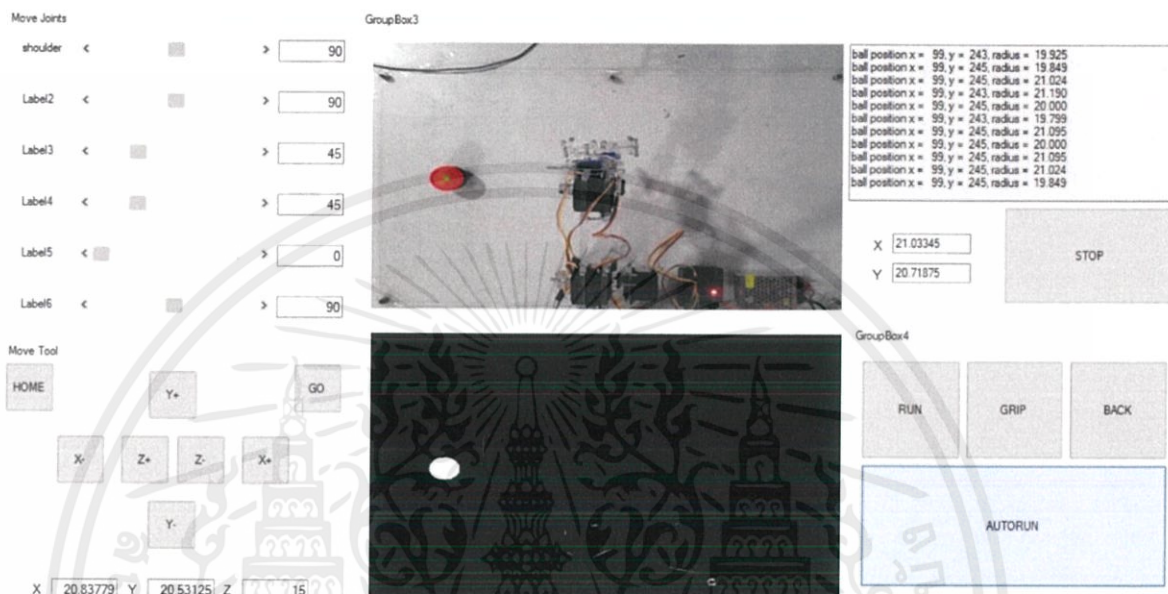 Move Joints
shoulder < > 90
Label2 < > 90
Label3 < > 45
Label4 < > 45
Label5 < > 0
Label6 < > 90
Move Tool
HOME
Y+
GO
X-
Z+
Z-
X+
Y-
X 20.83779 Y 20.53125 Z 15
GroupBox3
ball position x = 99, y = 243, radius = 19.925
ball position x = 99, y = 245, radius = 19.849
ball position x = 99, y = 245, radius = 21.024
ball position x = 99, y = 243, radius = 21.190
ball position x = 99, y = 245, radius = 20.000
ball position x = 99, y = 243, radius = 19.799
ball position x = 99, y = 245, radius = 21.095
ball position x = 99, y = 245, radius = 20.000
ball position x = 99, y = 245, radius = 21.095
ball position x = 99, y = 245, radius = 21.024
ball position x = 99, y = 245, radius = 19.849
X 21.03345
Y 20.71875
STOP
GroupBox4
RUN
GRIP
BACK
AUTORUN